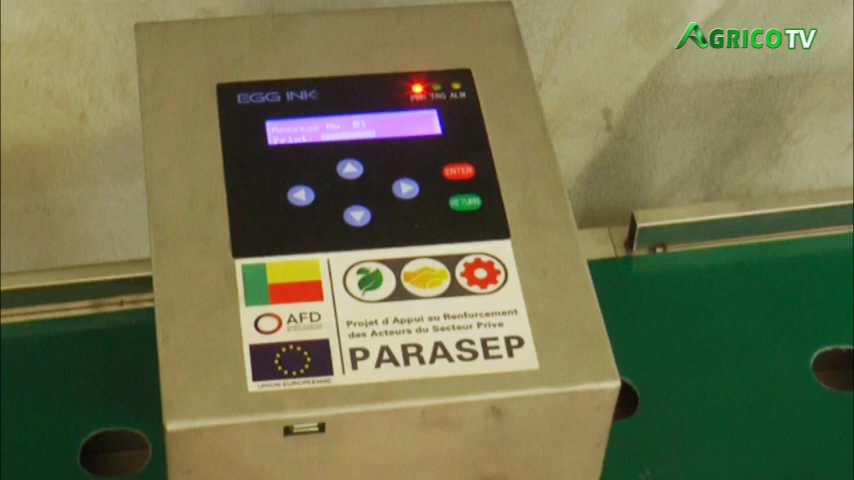 AGRICOTV
EGG INK
PWR TRG ALM
Message No: 01
Print:
ENTER
RETURN
AFD
Projet d'Appui au Renforcement
des Acteurs du Secteur Prive
PARASEP
UNION EUROPEENNE